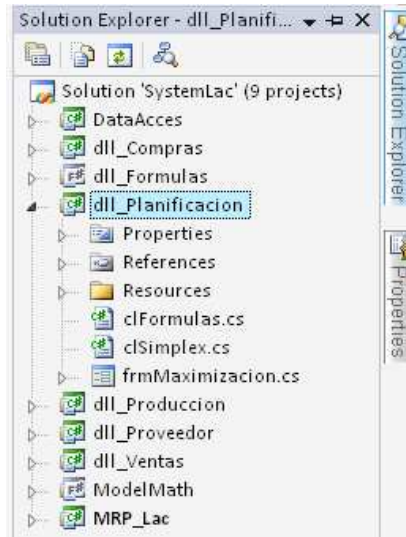 Solution Explorer - dll_Planifi...
Solution 'SystemLac' (9 projects)
DataAcces
dll_Compras
dll_Formulas
dll_Planificacion
Properties
References
Resources
clFormulas.cs
clSimplex.cs
frmMaximizacion.cs
dll_Produccion
dll_Proveedor
dll_Ventas
ModelMath
MRP_Lac
Solution Explorer
Properties